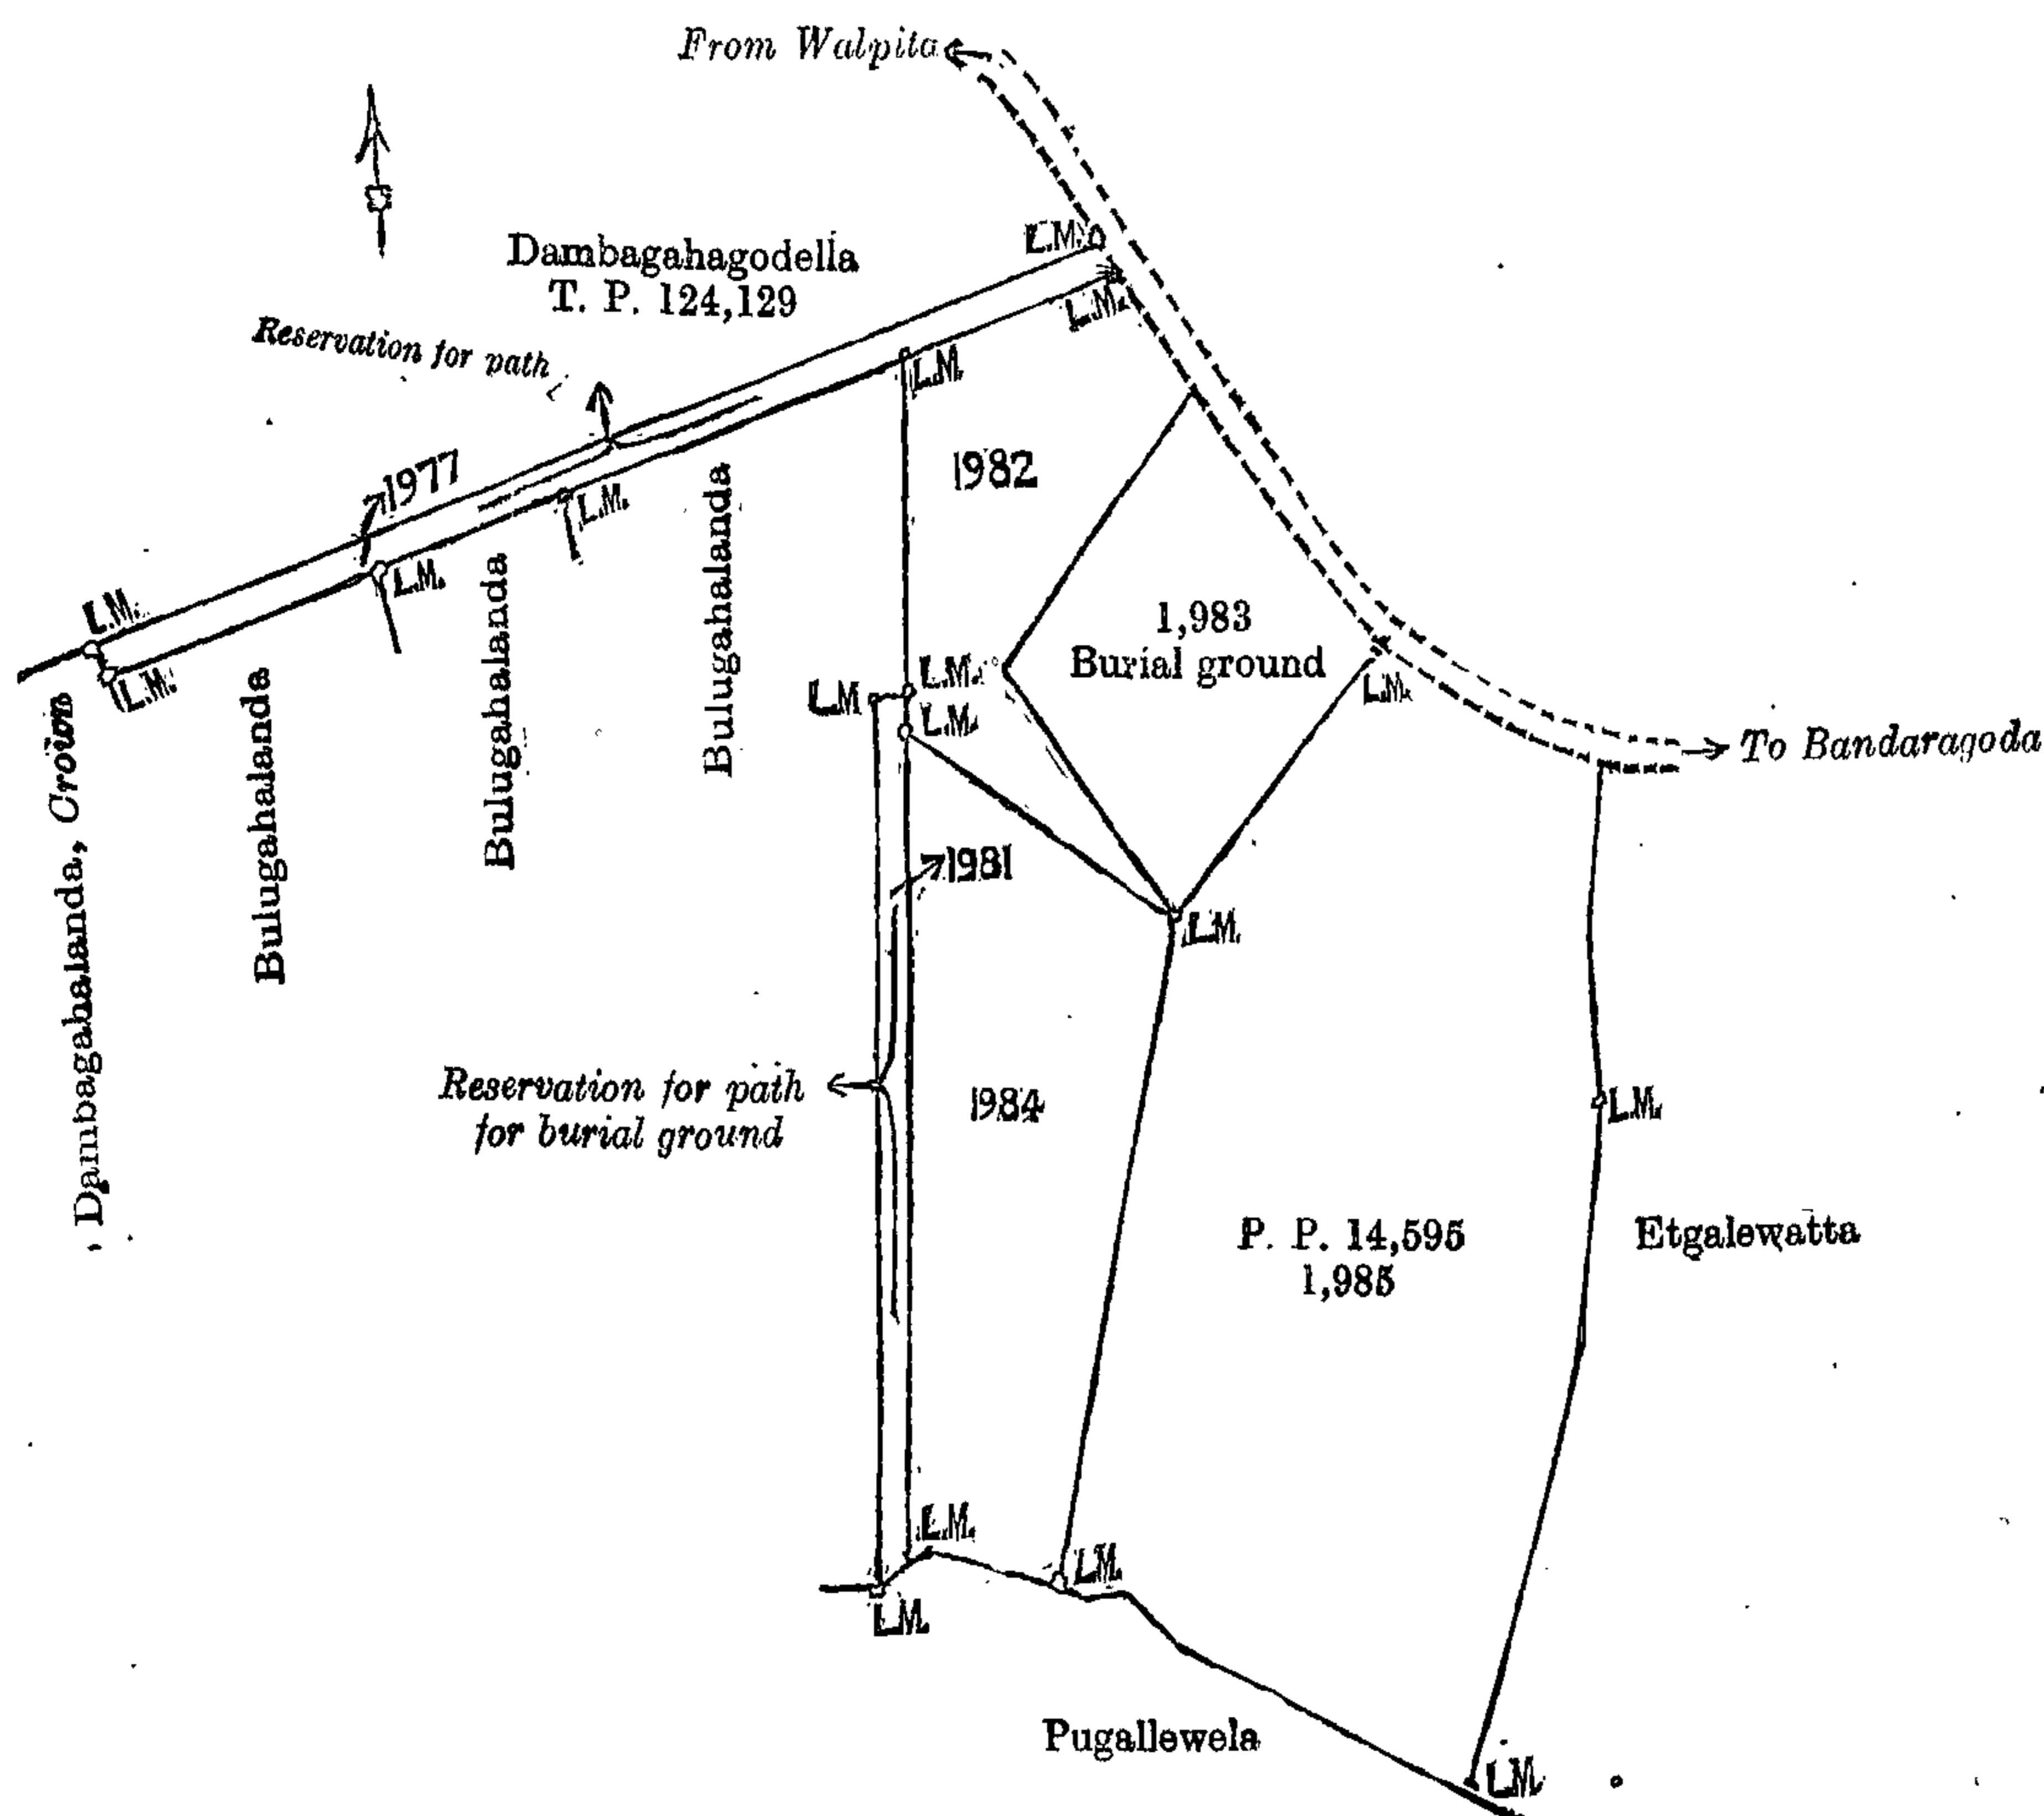 From Walpita
L.M.
Dambagahagodella
T. P. 124,129
L.M.
Reservation for path
L.M.
1982
1977
L.M.
L.M.
Bulugahalanda
Bulugahalanda
L.M.
L.M.
1,983
Burial ground
L.M.
L.M.
L.M
L.M.
Dambagahalanda, Crown
Bulugahalanda
To Bandaragoda
1981
L.M.
Reservation for path
for burial ground
1984
L.M.
P. P. 14,595
1,985
Etgalewatta
L.M.
L.M.
L.M.
Pugallewela
L.M.